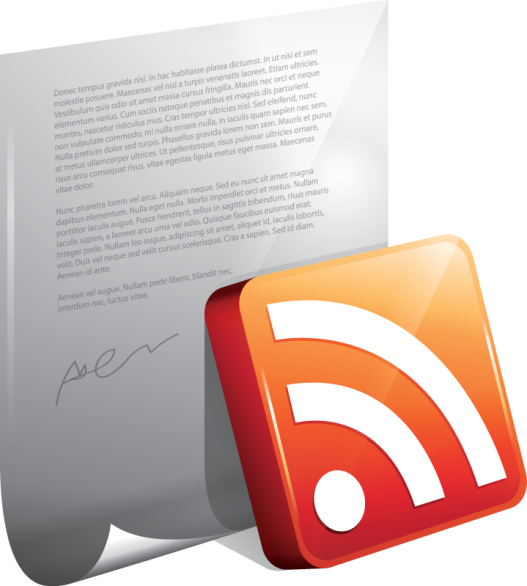 Donec tempus gravida nisi. In hac habitasse platea dictumst. In ut nisi et sem
molestie posuere. Maecenas vel nisl a turpis venenatis laoreet. Etiam ultricies.
Vestibulum quis odio sit amet massa cursus fringilla. Mauris nec orci et neque
elementum varius. Cum sociis natoque penatibus et magnis dis parturient
montes, nascetur ridiculus mus. Cras tempor ultricies nisl. Sed eleifend, nunc
non vulputate commodo, mi nulla ornare nulla, in iaculis quam sapien nec sem.
Nulla pretium dolor sed turpis. Phasellus gravida lorem non sem. Mauris et purus
at metus ullamcorper ultrices. Ut pellentesque, risus pulvinar ultricies ornare,
risus arcu consequat risus, vitae egestas ligula metus eget massa. Maecenas
vitae dolor.
Nunc pharetra lorem vel arcu. Aliquam neque. Sed eu nunc sit amet magna
dapibus elementum. Nulla eget nulla. Morbi imperdiet orci et metus. Nullam
porttitor iaculis augue. Fusce hendrerit, tellus in sagittis bibendum, risus mauris
iaculis sapien, a laoreet arcu urna vel odio. Quisque faucibus euismod erat.
Integer pede. Nullam leo augue, adipiscing sit amet, aliquet id, iaculis lobortis,
velit. Duis vel neque sed velit cursus scelerisque. Cras a sapien. Sed id diam.
Aenean id ante.
Aenean vel augue. Nullam pede libero, blandit nec,
interdum nec, luctus vitae.